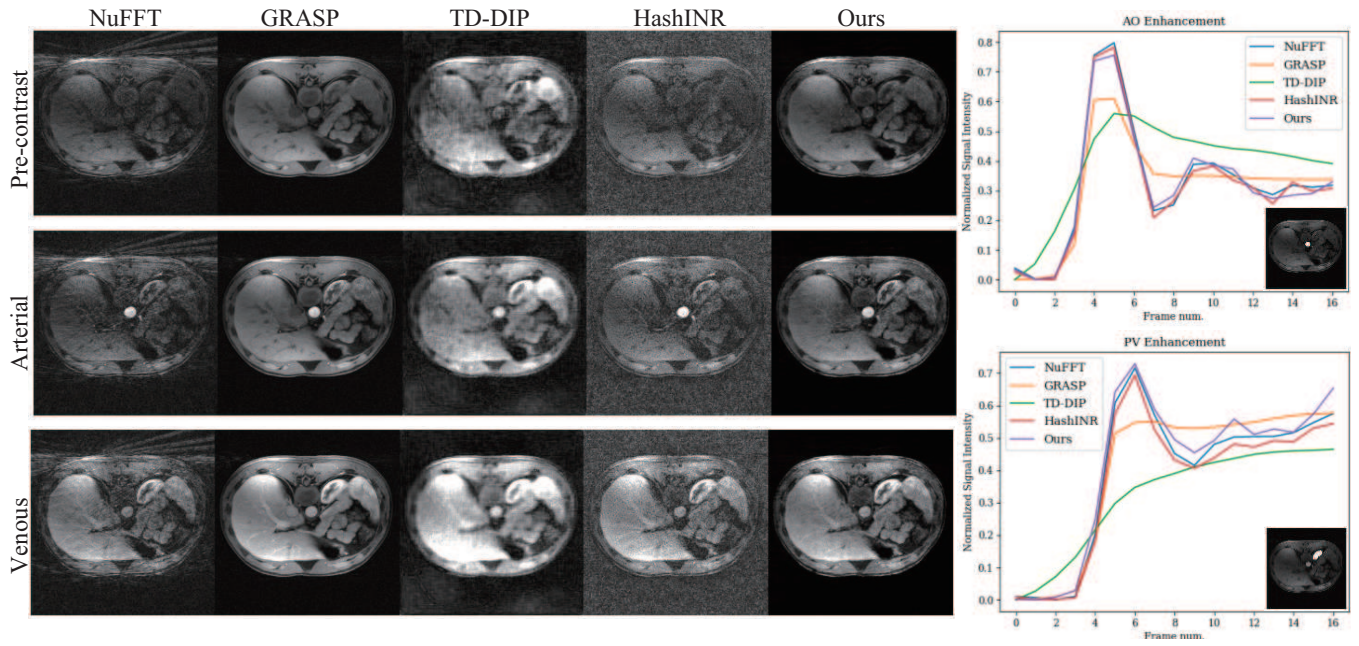 NuFFT GRASP TD-DIP HashINR Ours
Pre-contrast
Arterial
Venous
AO Enhancement
Normalized Signal Intensity
0.8
0.7
0.6
0.5
0.4
0.3
0.2
0.1
0.0
NuFFT
GRASP
TD-DIP
HashINR
Ours
0 2 4 6 8 10 12 14 16
Frame num.
PV Enhancement
Normalized Signal Intensity
0.7
0.6
0.5
0.4
0.3
0.2
0.1
0.0
NuFFT
GRASP
TD-DIP
HashINR
Ours
0 2 4 6 8 10 12 14 16
Frame num.